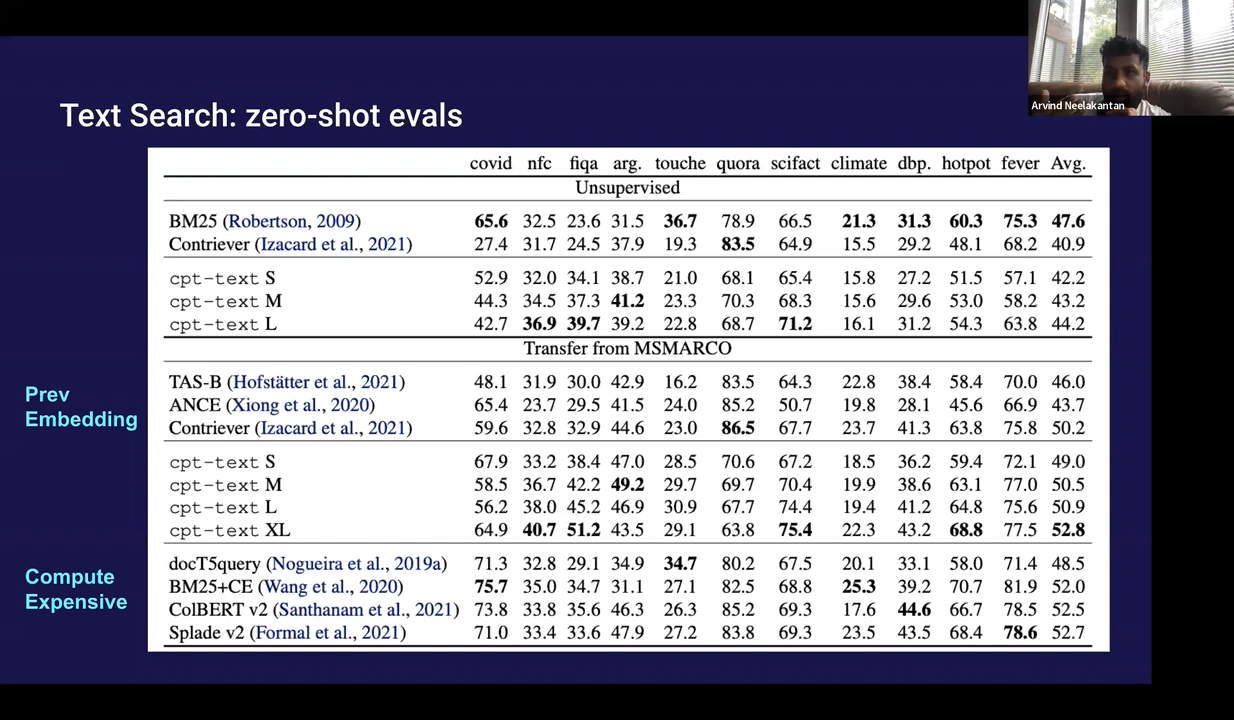 Arvind Neelakantan
Text Search: zero-shot evals
covid nfc fiqa arg. touche quora scifact climate dbp. hotpot fever Avg.
Unsupervised
BM25 (Robertson, 2009) 65.6 32.5 23.6 31.5 36.7 78.9 66.5 21.3 31.3 60.3 75.3 47.6
Contriever (Izacard et al., 2021) 27.4 31.7 24.5 37.9 19.3 83.5 64.9 15.5 29.2 48.1 68.2 40.9
cpt-text S 52.9 32.0 34.1 38.7 21.0 68.1 65.4 15.8 27.2 51.5 57.1 42.2
cpt-text M 44.3 34.5 37.3 41.2 23.3 70.3 68.3 15.6 29.6 53.0 58.2 43.2
cpt-text L 42.7 36.9 39.7 39.2 22.8 68.7 71.2 16.1 31.2 54.3 63.8 44.2
Transfer from MSMARCO
Prev
Embedding
TAS-B (Hofstätter et al., 2021) 48.1 31.9 30.0 42.9 16.2 83.5 64.3 22.8 38.4 58.4 70.0 46.0
ANCE (Xiong et al., 2020) 65.4 23.7 29.5 41.5 24.0 85.2 50.7 19.8 28.1 45.6 66.9 43.7
Contriever (Izacard et al., 2021) 59.6 32.8 32.9 44.6 23.0 86.5 67.7 23.7 41.3 63.8 75.8 50.2
cpt-text S 67.9 33.2 38.4 47.0 28.5 70.6 67.2 18.5 36.2 59.4 72.1 49.0
cpt-text M 58.5 36.7 42.2 49.2 29.7 69.7 70.4 19.9 38.6 63.1 77.0 50.5
cpt-text L 56.2 38.0 45.2 46.9 30.9 67.7 74.4 19.4 41.2 64.8 75.6 50.9
cpt-text XL 64.9 40.7 51.2 43.5 29.1 63.8 75.4 22.3 43.2 68.8 77.5 52.8
Compute
Expensive
docT5query (Nogueira et al., 2019a) 71.3 32.8 29.1 34.9 34.7 80.2 67.5 20.1 33.1 58.0 71.4 48.5
BM25+CE (Wang et al., 2020) 75.7 35.0 34.7 31.1 27.1 82.5 68.8 25.3 39.2 70.7 81.9 52.0
ColBERT v2 (Santhanam et al., 2021) 73.8 33.8 35.6 46.3 26.3 85.2 69.3 17.6 44.6 66.7 78.5 52.5
Splade v2 (Formal et al., 2021) 71.0 33.4 33.6 47.9 27.2 83.8 69.3 23.5 43.5 68.4 78.6 52.7